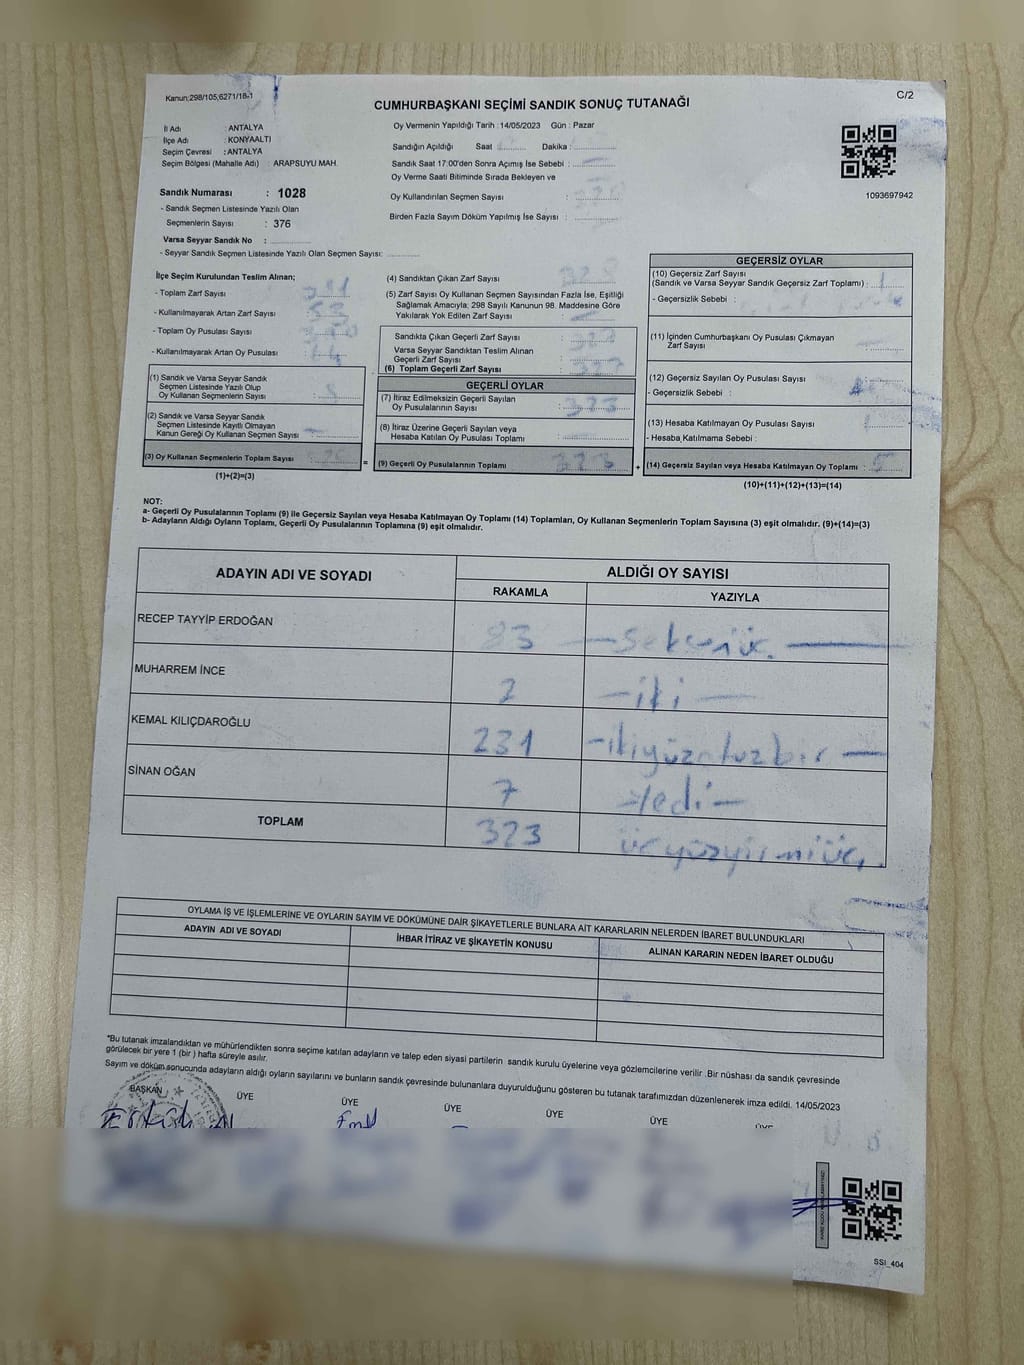 Kanun:298/105,6271/18-1
C/2
CUMHURBAŞKANI SEÇİMİ SANDIK SONUÇ TUTANAĞI
İl Adı : ANTALYA
İlçe Adı : KONYAALTI
Seçim Çevresi : ANTALYA
Seçim Bölgesi (Mahalle Adı) : ARAPSUYU MAH.
Sandık Numarası : 1028
- Sandık Seçmen Listesinde Yazılı Olan
Seçmenlerin Sayısı : 376
Varsa Seyyar Sandık No :
- Seyyar Sandık Seçmen Listesinde Yazılı Olan Seçmen Sayısı:
Oy Vermenin Yapıldığı Tarih : 14/05/2023 Gün : Pazar
Sandığın Açıldığı Saat : Dakika :
Sandık Saat 17:00'den Sonra Açımış İse Sebebi :
Oy Verme Saati Bitiminde Sırada Bekleyen ve
Oy Kullandırılan Seçmen Sayısı :
Birden Fazla Sayım Döküm Yapılmış İse Sayısı :
1093697942
İlçe Seçim Kurulundan Teslim Alınan;
- Toplam Zarf Sayısı :
- Kullanılmayarak Artan Zarf Sayısı :
- Toplam Oy Pusulası Sayısı :
- Kullanılmayarak Artan Oy Pusulası :
(1) Sandık ve Varsa Seyyar Sandık
Seçmen Listesinde Yazılı Olup
Oy Kullanan Seçmenlerin Sayısı :
(2) Sandık ve Varsa Seyyar Sandık
Seçmen Listesinde Kayıtlı Olmayan
Kanun Gereği Oy Kullanan Seçmen Sayısı :
(3) Oy Kullanan Seçmenlerin Toplam Sayısı :
(1)+(2)=(3)
(4) Sandıktan Çıkan Zarf Sayısı : 328
(5) Zarf Sayısı Oy Kullanan Seçmen Sayısından Fazla İse, Eşitliği
Sağlamak Amacıyla; 298 Sayılı Kanunun 98. Maddesine Göre
Yakılarak Yok Edilen Zarf Sayısı :
Sandıkta Çıkan Geçerli Zarf Sayısı :
Varsa Seyyar Sandıktan Teslim Alınan
Geçerli Zarf Sayısı :
(6) Toplam Geçerli Zarf Sayısı : 327
GEÇERLİ OYLAR
(7) İtiraz Edilmeksizin Geçerli Sayılan
Oy Pusulalarının Sayısı : 323
(8) İtiraz Üzerine Geçerli Sayılan veya
Hesaba Katılan Oy Pusulası Toplamı :
(9) Geçerli Oy Pusulalarının Toplamı : 323
GEÇERSİZ OYLAR
(10) Geçersiz Zarf Sayısı
(Sandık ve Varsa Seyyar Sandık Geçersiz Zarf Toplamı) : 1
- Geçersizlik Sebebi :
(11) İçinden Cumhurbaşkanı Oy Pusulası Çıkmayan
Zarf Sayısı :
(12) Geçersiz Sayılan Oy Pusulası Sayısı :
- Geçersizlik Sebebi :
(13) Hesaba Katılmayan Oy Pusulası Sayısı :
- Hesaba Katılmama Sebebi :
(14) Geçersiz Sayılan veya Hesaba Katılmayan Oy Toplamı : 5
(10)+(11)+(12)+(13)=(14)
NOT:
a- Geçerli Oy Pusulasının Toplamı (9) ile Geçersiz Sayılan veya Hesaba Katılmayan Oy Toplamı (14) Toplamları, Oy Kullanan Seçmenlerin Toplam Sayısına (3) eşit olmalıdır. (9)+(14)=(3)
b- Adayların Aldığı Oyların Toplamı, Geçerli Oy Pusulalarının Toplamına (9) eşit olmalıdır.
ADAYIN ADI VE SOYADI
ALDIĞI OY SAYISI
RAKAMLA YAZIYLA
RECEP TAYYİP ERDOĞAN 83 - seksenüç
MUHARREM İNCE 2 - iki -
KEMAL KILIÇDAROĞLU 231 - ikiyüzotuzbir -
SİNAN OĞAN 7 - Yedi -
TOPLAM 323 üçyüzyirmiüç.
OYLAMA İŞ VE İŞLEMLERİNE VE OYLARIN SAYIM VE DÖKÜMÜNE DAİR ŞİKAYETLERLE BUNLARA AİT KARARLARIN NELERDEN İBARET BULUNDUKLARI
ADAYIN ADI VE SOYADI İHBAR İTİRAZ VE ŞİKAYETİN KONUSU ALINAN KARARIN NEDEN İBARET OLDUĞU
*Bu tutanak imzalandıktan ve mühürlendikten sonra seçime katılan adayların ve talep eden siyasi partilerin sandık kurulu üyelerine veya gözlemcilerine verilir .Bir nüshası da sandık çevresinde
görülecek bir yere 1 (bir ) hafta süreyle asılır.
Sayım ve döküm sonucunda adayların aldığı oyların sayılarını ve bunların sandık çevresinde bulunanlara duyurulduğunu gösteren bu tutanak tarafımızdan düzenlenerek imza edildi. 14/05/2023
BAŞKAN ÜYE ÜYE ÜYE ÜYE ÜYE ÜYE
SSI_404